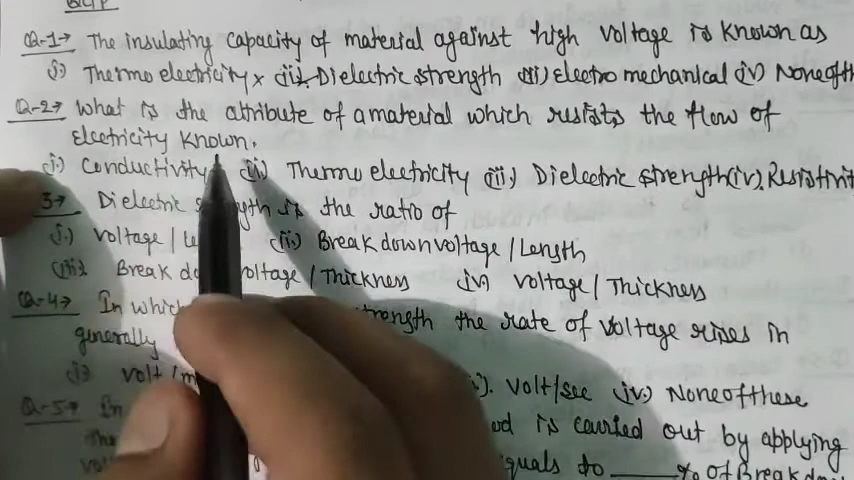 Q-1→ The insulating capacity of material against high voltage is known as
(i) Thermo electricity x (ii) Dielectric strength (iii) Electro mechanical (iv) None of th
Q-2→ What is the attribute of a material which resists the flow of
Electricity known.
(i) Conductivity (ii) Thermo electricity (iii) Dielectric strength (iv). Resistivit
3→ Dielectric is the ratio of
(i.) Voltage / (ii.) Break down voltage / Length
(iii) Break voltage / Thickness (iv) Voltage / Thickness
Q-4→ In which strength the rate of voltage rises in
generally
(i) Volt / m Volt/sec (iv.) None of these
Q-5→ In is carried out by applying
equals to ______% of Break do